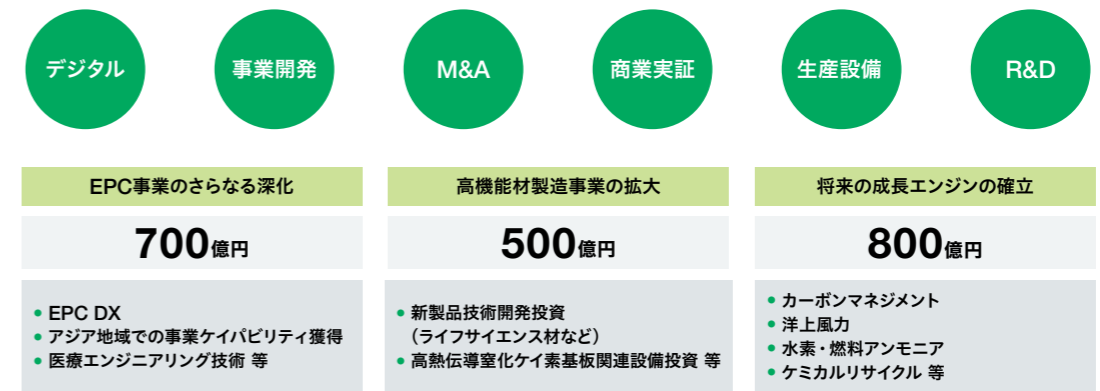 デジタル
事業開発
M&A
商業実証
生産設備
R&D
EPC事業のさらなる深化
700億円
• EPC DX
• アジア地域での事業ケイパビリティ獲得
• 医療エンジニアリング技術 等
高機能材製造事業の拡大
500億円
• 新製品技術開発投資
（ライフサイエンス材など）
• 高熱伝導窒化ケイ素基板関連設備投資 等
将来の成長エンジンの確立
800億円
• カーボンマネジメント
• 洋上風力
• 水素・燃料アンモニア
• ケミカルリサイクル 等